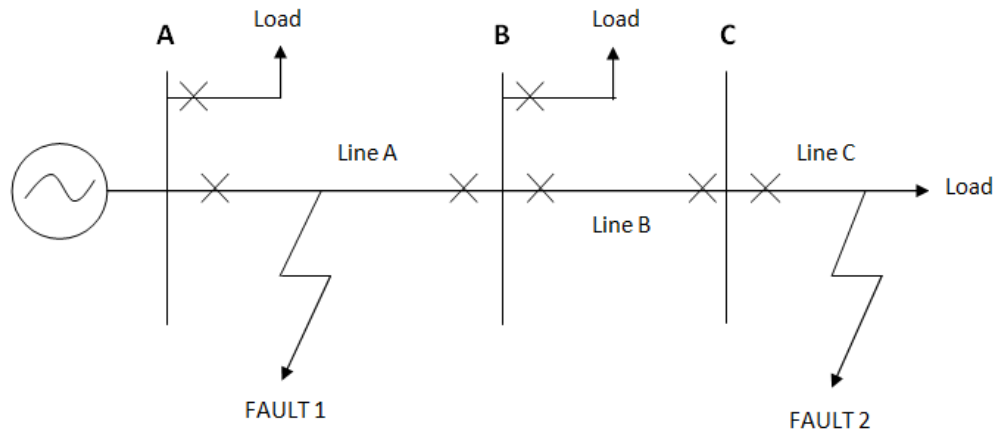 Load
Load
A
B
C
Line A
Line C
Load
Line B
FAULT 1
FAULT 2